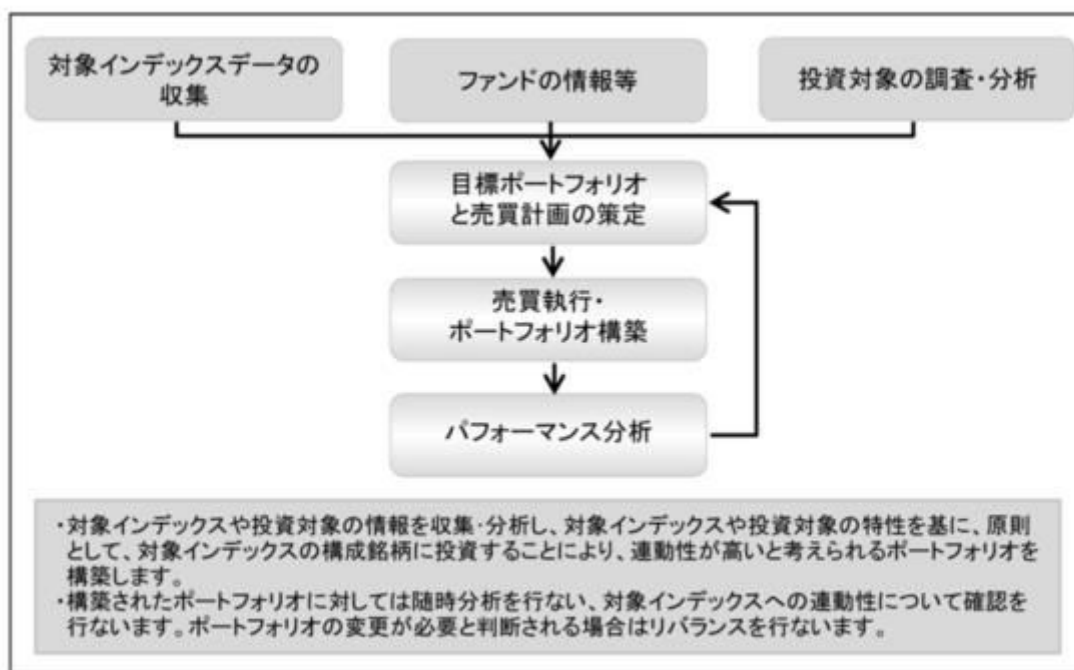 対象インデックスデータの
収集
ファンドの情報等
投資対象の調査・分析
目標ポートフォリオ
と売買計画の策定
売買執行・
ポートフォリオ構築
パフォーマンス分析
・対象インデックスや投資対象の情報を収集・分析し、対象インデックスや投資対象の特性を基に、原則
として、対象インデックスの構成銘柄に投資することにより、連動性が高いと考えられるポートフォリオを
構築します。
・構築されたポートフォリオに対しては随時分析を行ない、対象インデックスへの連動性について確認を
行ないます。ポートフォリオの変更が必要と判断される場合はリバランスを行ないます。